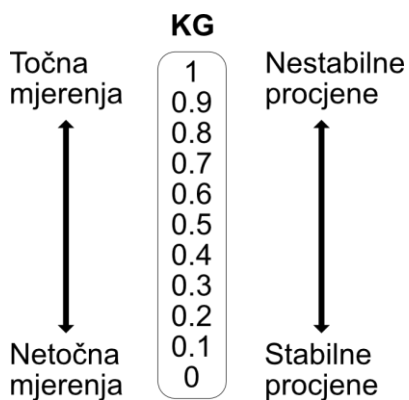 KG
Točna
mjerenja
Nestabilne
procjene
1
0.9
0.8
0.7
0.6
0.5
0.4
0.3
0.2
0.1
0
Netočna
mjerenja
Stabilne
procjene